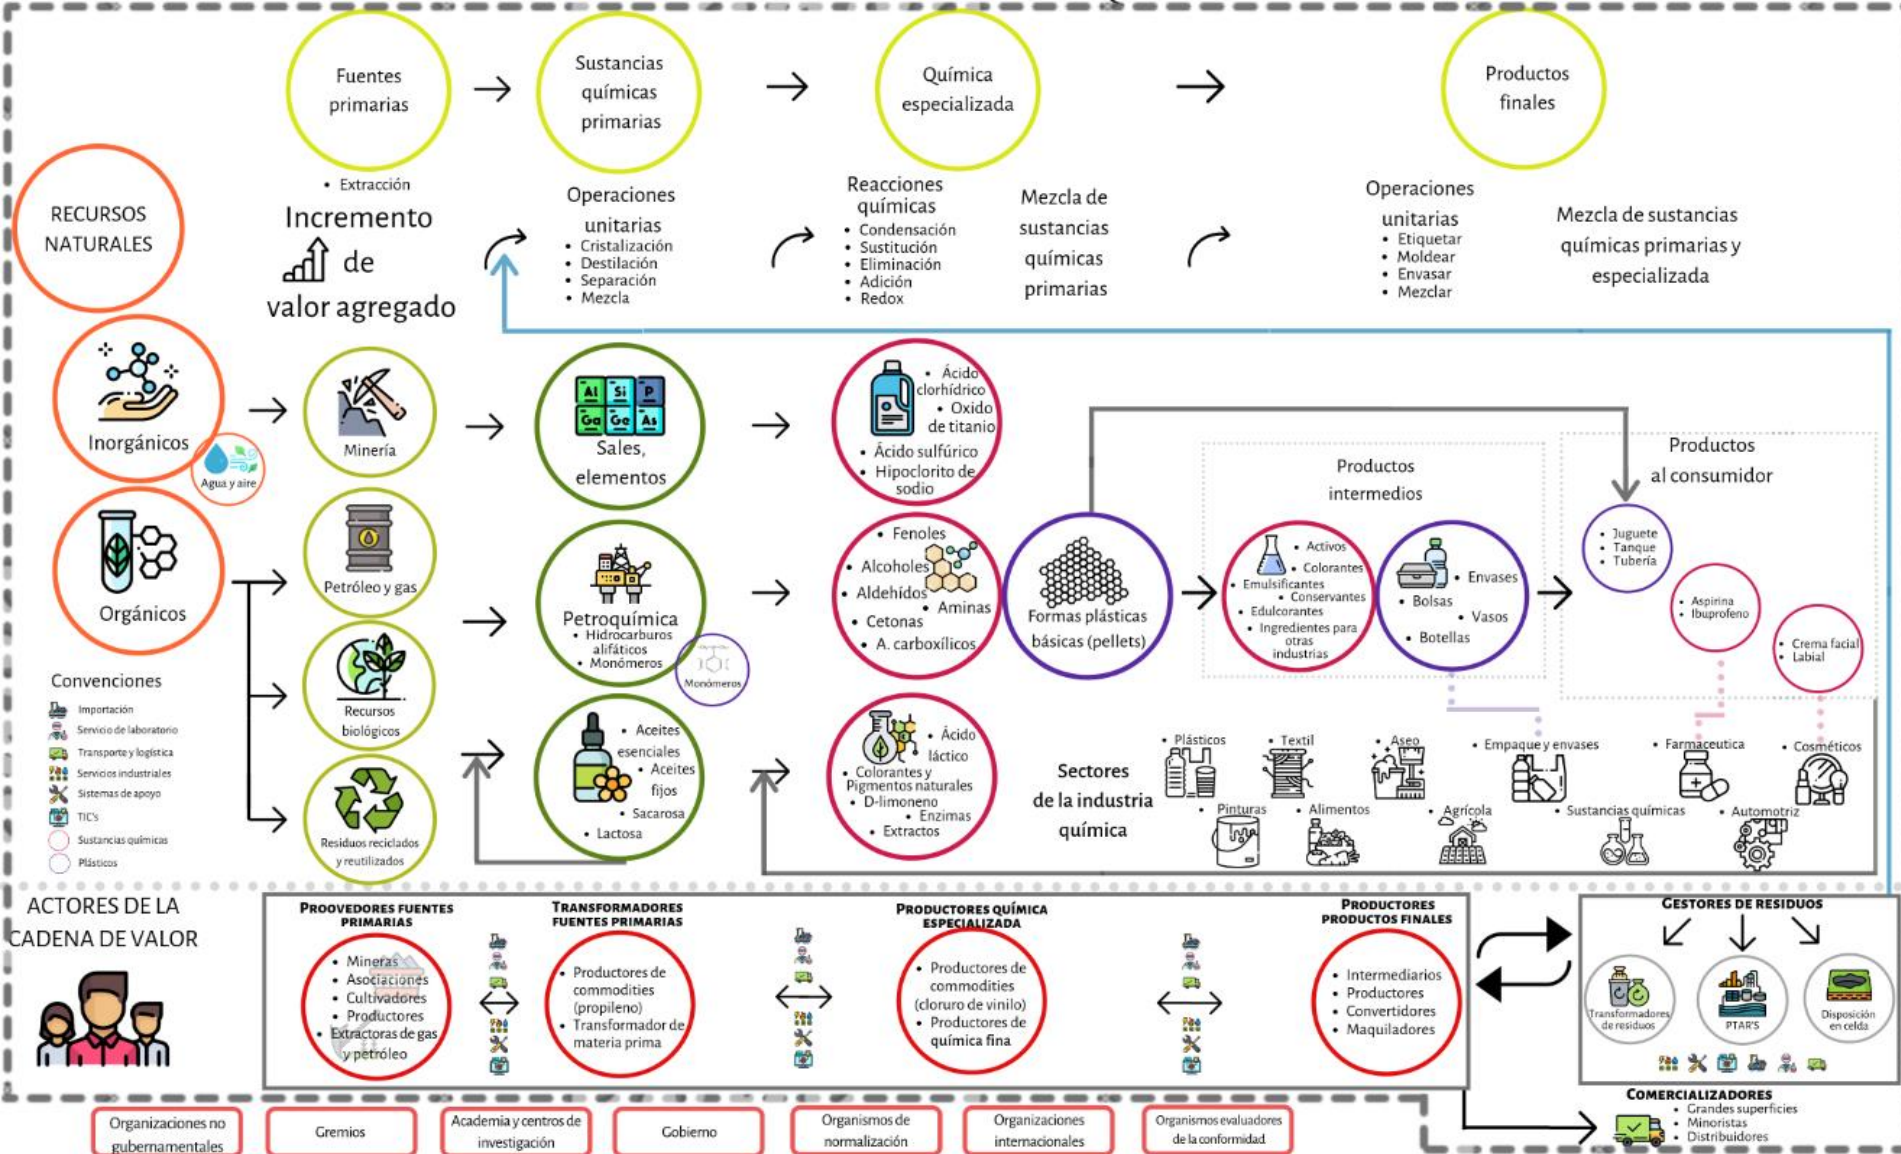 Fuentes
primarias
Sustancias
químicas
primarias
Química
especializada
Productos
finales
RECURSOS
NATURALES
• Extracción
Incremento
de
valor agregado
Operaciones
unitarias
• Cristalización
• Destilación
• Separación
• Mezcla
Reacciones
químicas
• Condensación
• Sustitución
• Eliminación
• Adición
• Redox
Mezcla de
sustancias
químicas
primarias
Operaciones
unitarias
• Etiquetar
• Moldear
• Envasar
• Mezclar
Mezcla de sustancias
químicas primarias y
especializada
Inorgánicos
Agua y aire
Orgánicos
Minería
Petróleo y gas
Recursos
biológicos
Residuos reciclados
y reutilizados
Al Si P
Ga Ge As
Sales,
elementos
Petroquímica
• Hidrocarburos
alifáticos
• Monómeros
Monómeros
• Aceites
esenciales
• Aceites
fijos
• Sacarosa
• Lactosa
• Ácido
clorhídrico
• Oxido
de titanio
• Ácido sulfúrico
• Hipoclorito de
sodio
• Fenoles
• Alcoholes
• Aldehídos
• Aminas
• Cetonas
• A. carboxílicos
• Ácido
láctico
• Colorantes y
Pigmentos naturales
• D-limoneno
• Enzimas
• Extractos
Formas plásticas
básicas (pellets)
Productos
intermedios
• Activos
• Colorantes
• Emulsificantes
• Conservantes
• Edulcorantes
• Ingredientes para
otras
industrias
• Envases
• Bolsas
• Vasos
• Botellas
Productos
al consumidor
• Juguete
• Tanque
• Tubería
• Aspirina
• Ibuprofeno
• Crema facial
• Labial
Convenciones
Importación
Servicio de laboratorio
Transporte y logística
Servicios industriales
Sistemas de apoyo
TIC's
Sustancias químicas
Plásticos
Sectores
de la industria
química
• Plásticos
• Textil
• Aseo
• Empaque y envases
• Farmaceutica
• Cosméticos
• Pinturas
• Alimentos
• Agrícola
• Sustancias químicas
• Automotriz
ACTORES DE LA
CADENA DE VALOR
PROOVEDORES FUENTES
PRIMARIAS
• Mineras
• Asociaciones
• Cultivadores
• Productores
• Extractoras de gas
y petróleo
TRANSFORMADORES
FUENTES PRIMARIAS
• Productores de
commodities
(propileno)
• Transformador de
materia prima
PRODUCTORES QUÍMICA
ESPECIALIZADA
• Productores de
commodities
(cloruro de vinilo)
• Productores de
química fina
PRODUCTORES
PRODUCTOS FINALES
• Intermediarios
• Productores
• Convertidores
• Maquiladores
GESTORES DE RESIDUOS
Transformadores
de residuos
PTAR'S
Disposición
en celda
COMERCIALIZADORES
• Grandes superficies
• Minoristas
• Distribuidores
Organizaciones no
gubernamentales
Gremios
Academia y centros de
investigación
Gobierno
Organismos de
normalización
Organizaciones
internacionales
Organismos evaluadores
de la conformidad